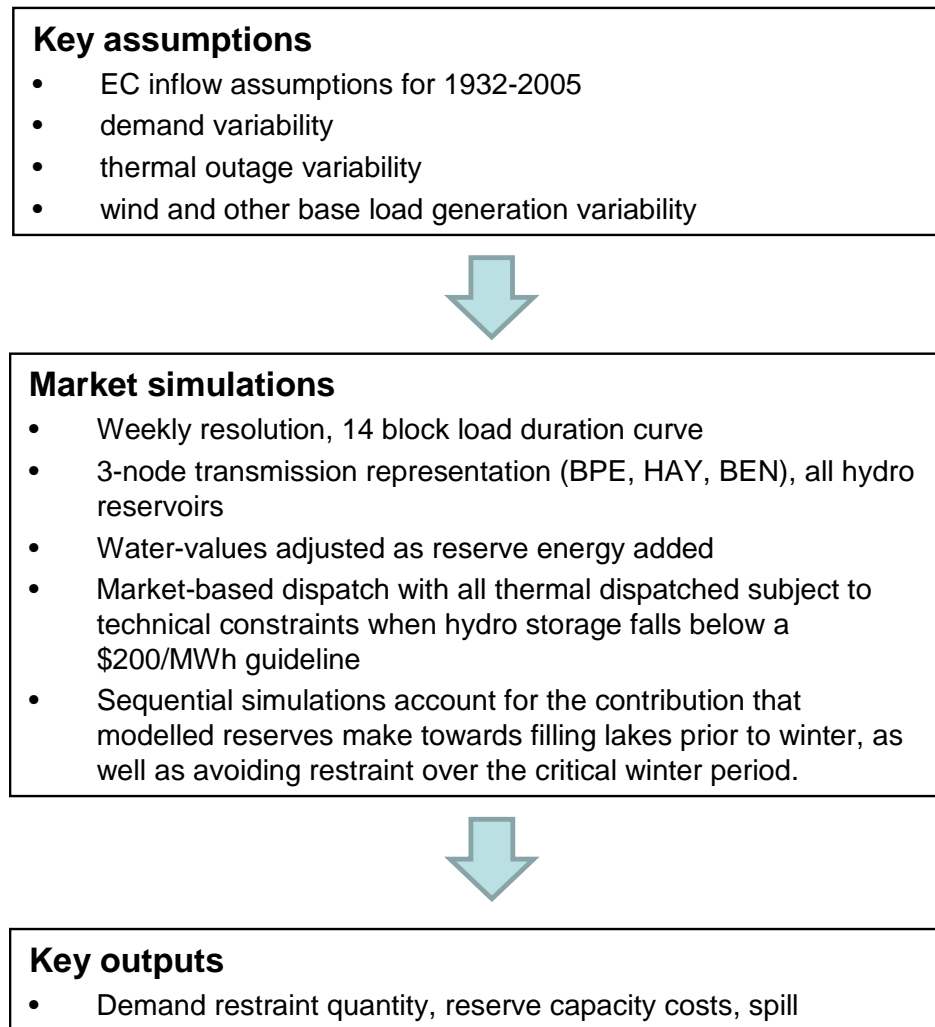 Key assumptions
• EC inflow assumptions for 1932-2005
• demand variability
• thermal outage variability
• wind and other base load generation variability
Market simulations
• Weekly resolution, 14 block load duration curve
• 3-node transmission representation (BPE, HAY, BEN), all hydro
reservoirs
• Water-values adjusted as reserve energy added
• Market-based dispatch with all thermal dispatched subject to
technical constraints when hydro storage falls below a
$200/MWh guideline
• Sequential simulations account for the contribution that
modelled reserves make towards filling lakes prior to winter, as
well as avoiding restraint over the critical winter period.
Key outputs
• Demand restraint quantity, reserve capacity costs, spill